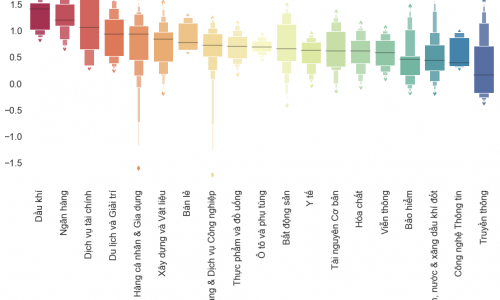 1.5
1.0
0.5
0.0
−0.5
−1.0
−1.5
Dầu khí
Ngân hàng
Dịch vụ tài chính
Du lịch và Giải trí
Hàng cá nhân & Gia dụng
Xây dựng và Vật liệu
Bán lẻ
ng & Dịch vụ Công nghiệp
Thực phẩm và đồ uống
Ô tô và phụ tùng
Bất động sản
Y tế
Tài nguyên Cơ bản
Hóa chất
Viễn thông
Bảo hiểm
n, nước & xăng dầu khí đốt
Công nghệ Thông tin
Truyền thông